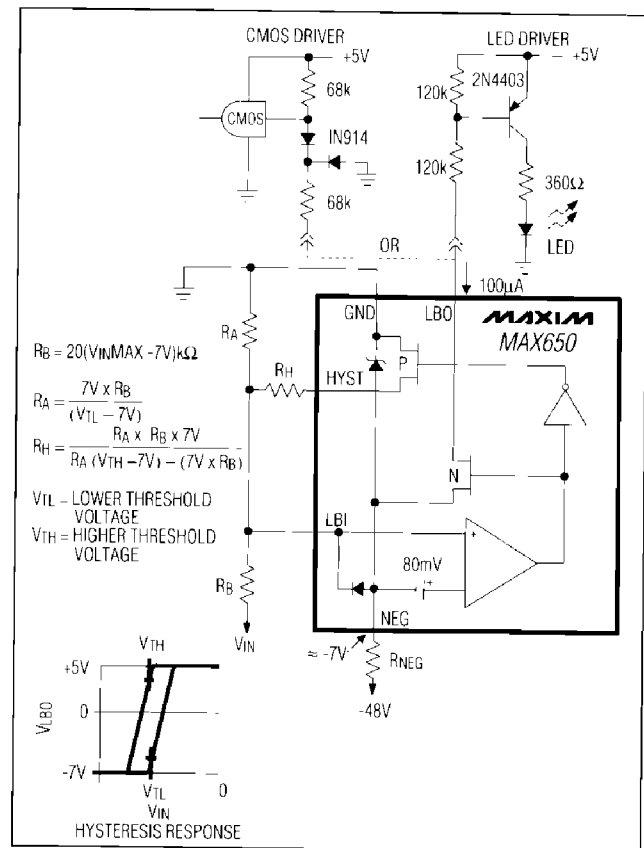 CMOS DRIVER
+5V
68k
CMOS
IN914
68k
LED DRIVER
+5V
2N4403
120k
120k
360Ω
LED
OR
100µA
GND LBO
MAXIM
MAX650
RA
RH
HYST
P
N
RB = 20(VINMAX -7V)kΩ
RA = 7V x RB / (VTL - 7V)
RH = RA x RB x 7V / RA (VTH -7V) - (7V x RB)
VTL = LOWER THRESHOLD
VOLTAGE
VTH = HIGHER THRESHOLD
VOLTAGE
LBI
+
80mV
+
-
RB
VIN
NEG
≈ -7V
RNEG
-48V
VTH
+5V
VLBO
0
-7V
VTL
0
VIN
HYSTERESIS RESPONSE